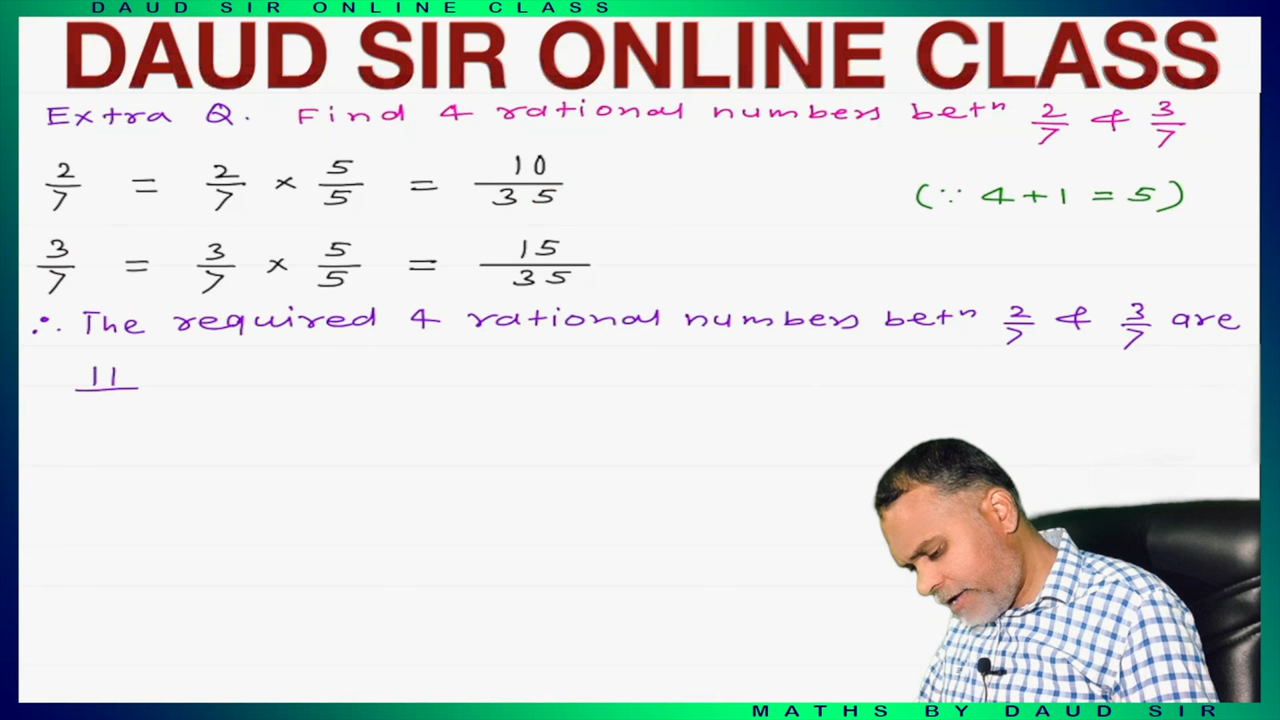 DAUD SIR ONLINE CLASS
DAUD SIR ONLINE CLASS
Extra Q. Find 4 rational numbers betⁿ 2/7 & 3/7
2/7 = 2/7 × 5/5 = 10/35 (∵ 4+1 = 5)
3/7 = 3/7 × 5/5 = 15/35
∴ The required 4 rational numbers betⁿ 2/7 & 3/7 are
11
MATHS BY DAUD SIR